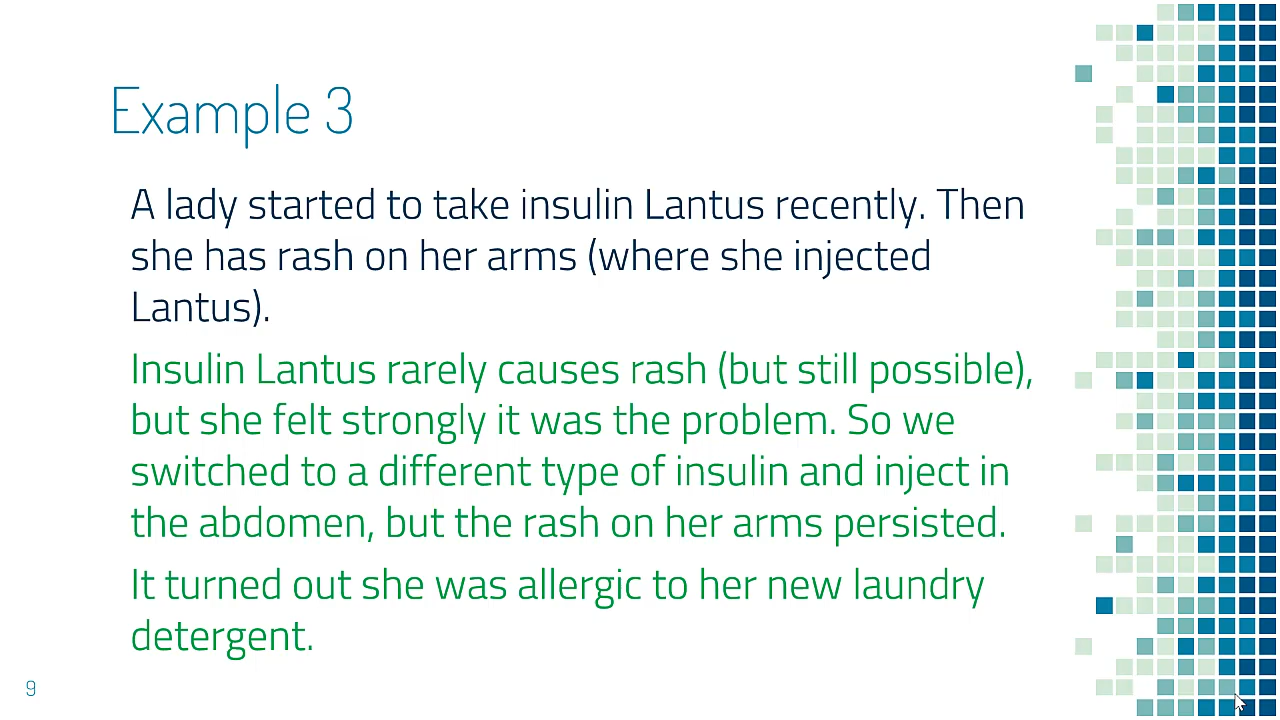 Example 3
A lady started to take insulin Lantus recently. Then
she has rash on her arms (where she injected
Lantus).
Insulin Lantus rarely causes rash (but still possible),
but she felt strongly it was the problem. So we
switched to a different type of insulin and inject in
the abdomen, but the rash on her arms persisted.
It turned out she was allergic to her new laundry
detergent.
9